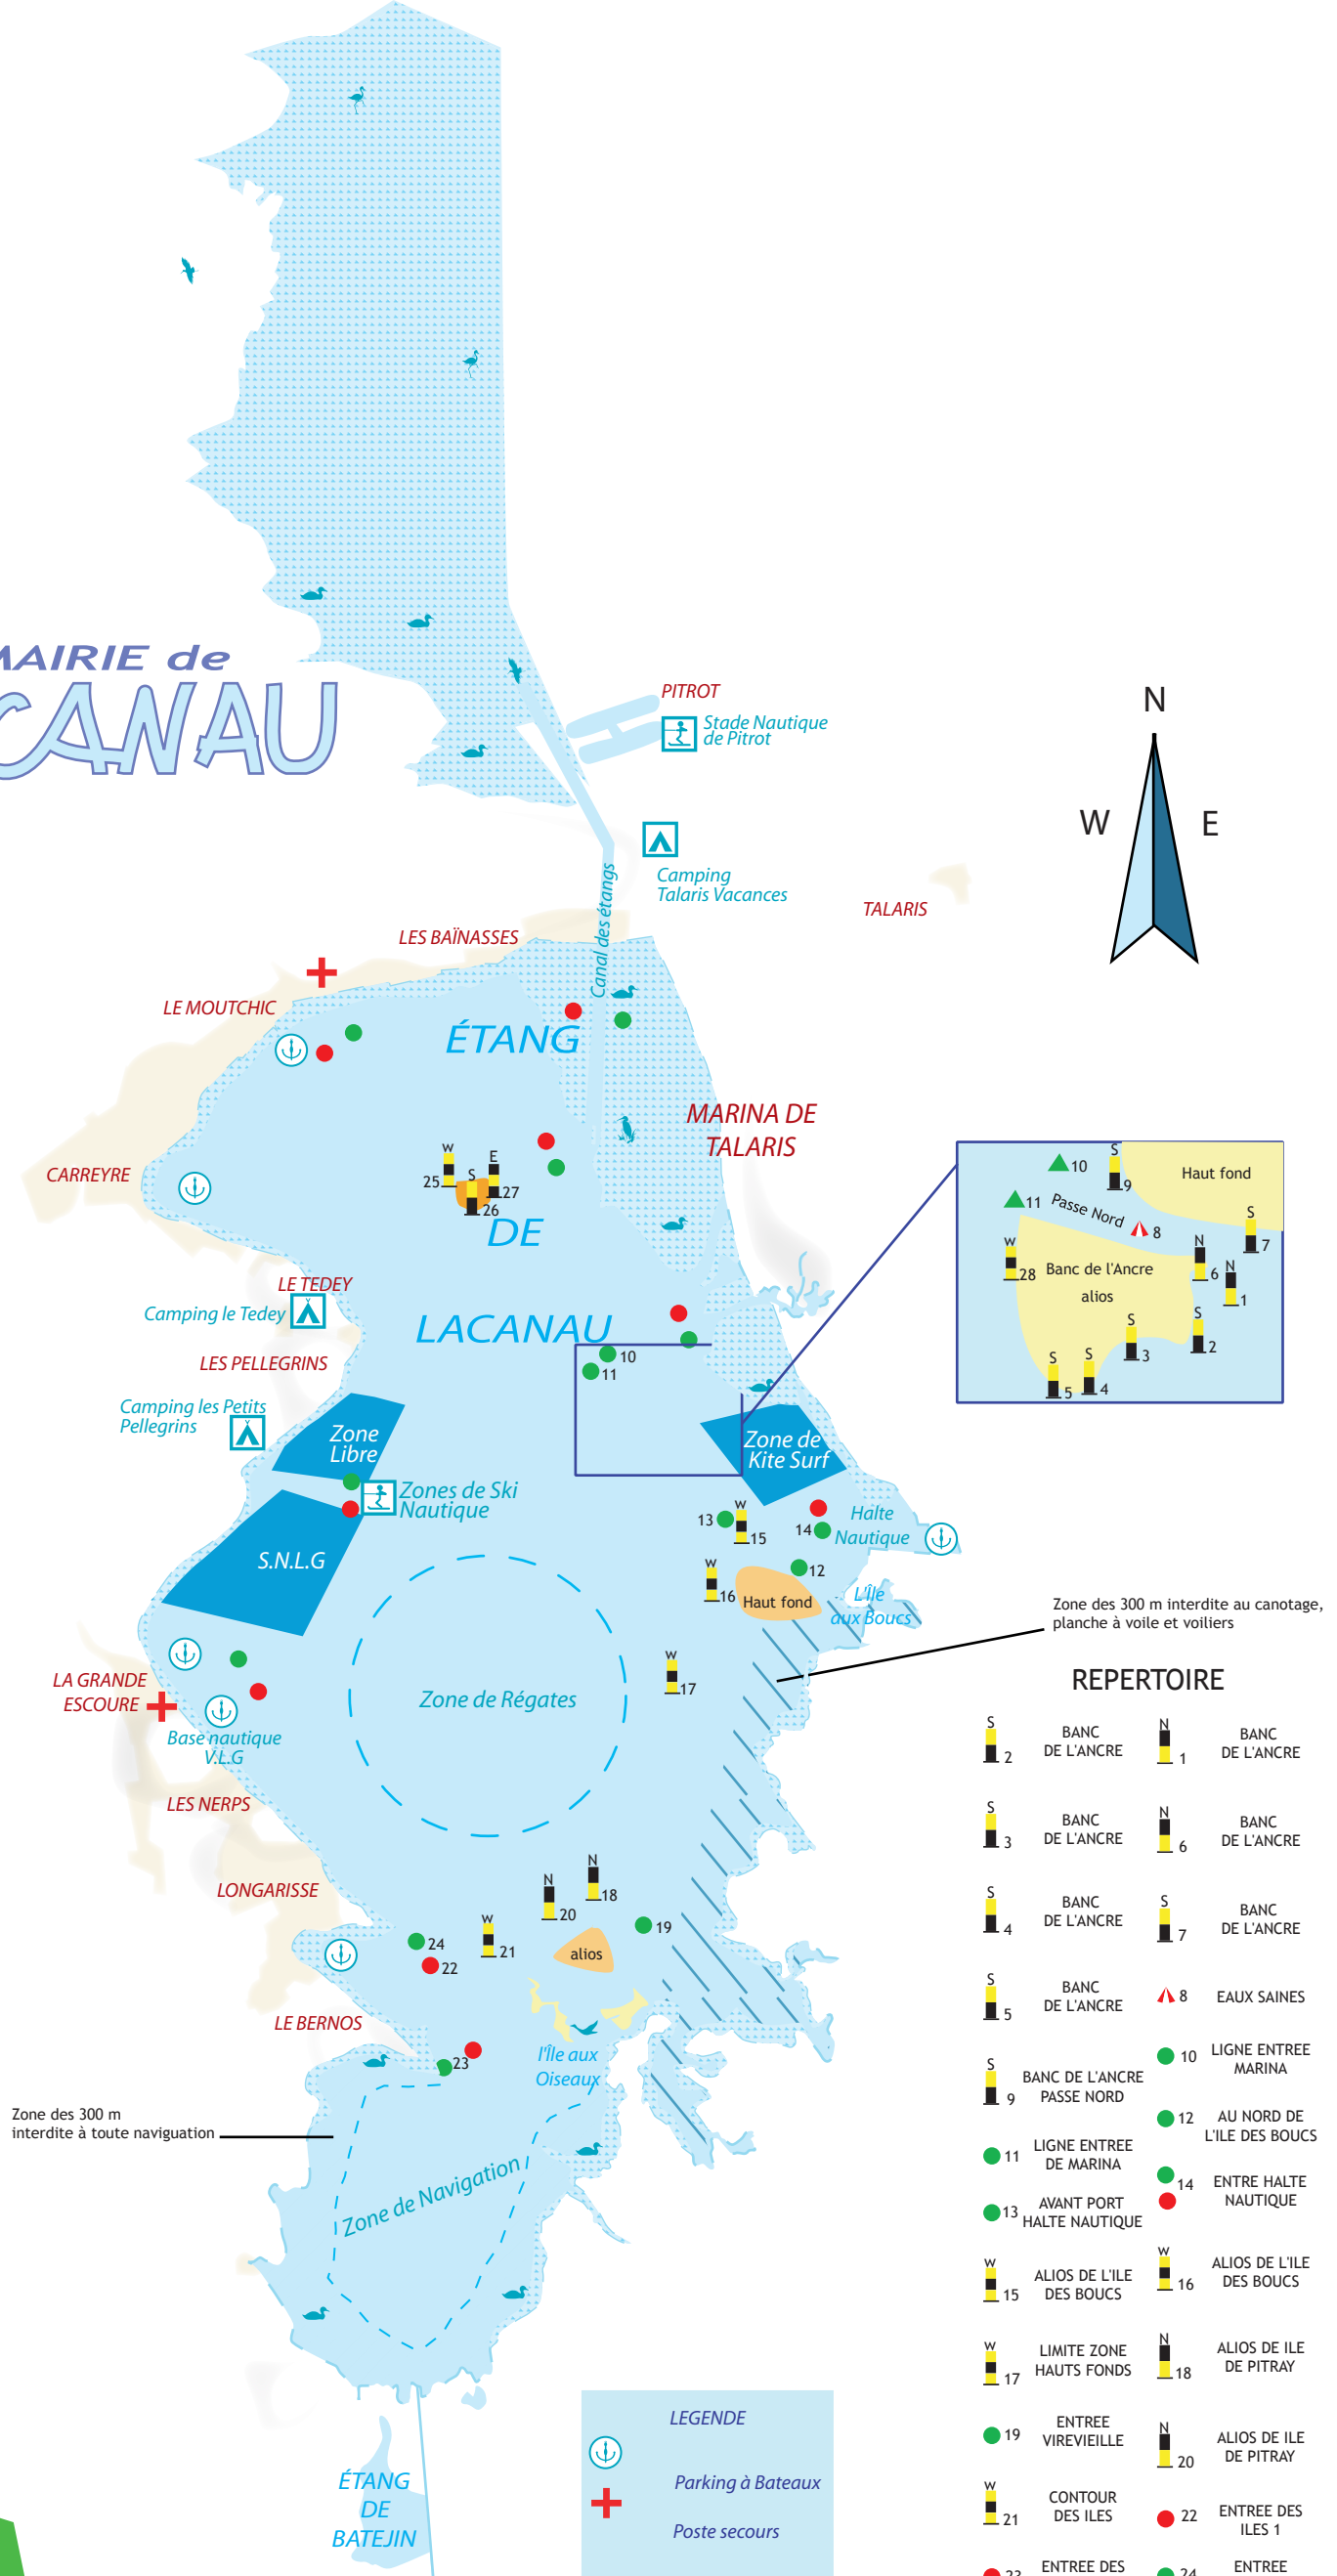 MAIRIE de
CANAU
PITROT
Stade Nautique
de Pitrot
N
W
E
Camping
Talaris Vacances
TALARIS
Canal des étangs
LES BAÏNASSES
LE MOUTCHIC
ÉTANG
MARINA DE
TALARIS
CARREYRE
W
25
S
26
E
27
DE
LE TEDEY
Camping le Tedey
LACANAU
LES PELLEGRINS
10
11
Camping les Petits
Pellegrins
Zone
Libre
Zone de
Kite Surf
Zones de Ski
Nautique
S.N.L.G
13
W
15
14
Halte
Nautique
12
W
16
Haut fond
L'Île
aux Boucs
W
17
Zone de Régates
LA GRANDE
ESCOURE
Base nautique
V.L.G
LES NERPS
LONGARISSE
N
18
N
20
19
W
21
24
22
alios
LE BERNOS
23
l'Île aux
Oiseaux
Zone des 300 m
interdite à toute naviguation
Zone de Navigation
ÉTANG
DE
BATEJIN
10
S
9
Haut fond
11
Passe Nord
8
S
7
W
28
Banc de l'Ancre
alios
N
6
N
1
S
2
S
3
S
4
S
5
Zone des 300 m interdite au canotage,
planche à voile et voiliers
REPERTOIRE
S
2
BANC
DE L'ANCRE
N
1
BANC
DE L'ANCRE
S
3
BANC
DE L'ANCRE
N
6
BANC
DE L'ANCRE
S
4
BANC
DE L'ANCRE
S
7
BANC
DE L'ANCRE
S
5
BANC
DE L'ANCRE
8
EAUX SAINES
S
9
BANC DE L'ANCRE
PASSE NORD
10
LIGNE ENTREE
MARINA
11
LIGNE ENTREE
DE MARINA
12
AU NORD DE
L'ILE DES BOUCS
13
AVANT PORT
HALTE NAUTIQUE
14
ENTRE HALTE
NAUTIQUE
W
15
ALIOS DE L'ILE
DES BOUCS
W
16
ALIOS DE L'ILE
DES BOUCS
W
17
LIMITE ZONE
HAUTS FONDS
N
18
ALIOS DE ILE
DE PITRAY
19
ENTREE
VIREVIEILLE
N
20
ALIOS DE ILE
DE PITRAY
W
21
CONTOUR
DES ILES
22
ENTREE DES
ILES 1
23
ENTREE DES
24
ENTREE
LEGENDE
Parking à Bateaux
Poste secours